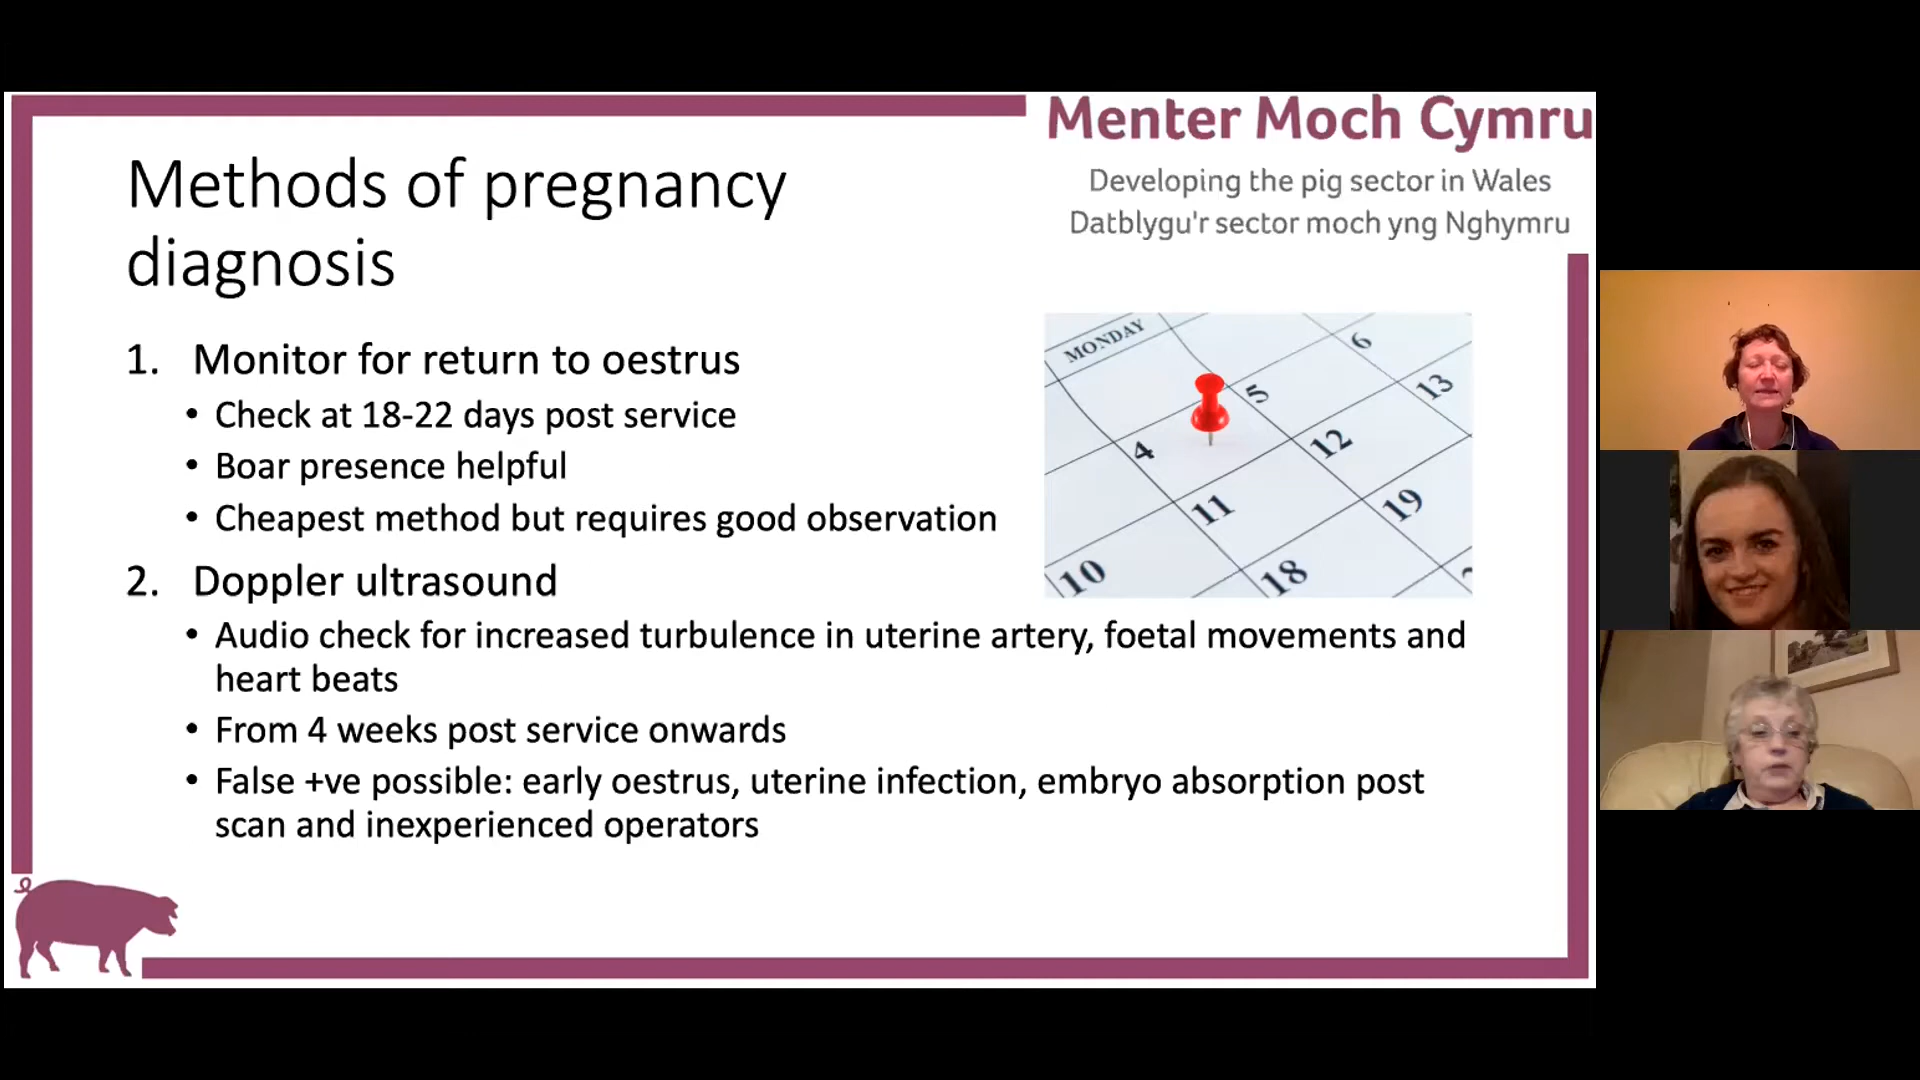 Menter Moch Cymru
Developing the pig sector in Wales
Datblygu'r sector moch yng Nghymru
Methods of pregnancy
diagnosis
1. Monitor for return to oestrus
• Check at 18-22 days post service
• Boar presence helpful
• Cheapest method but requires good observation
2. Doppler ultrasound
• Audio check for increased turbulence in uterine artery, foetal movements and
heart beats
• From 4 weeks post service onwards
• False +ve possible: early oestrus, uterine infection, embryo absorption post
scan and inexperienced operators
MONDAY
6
5
13
4
12
11
19
10
18